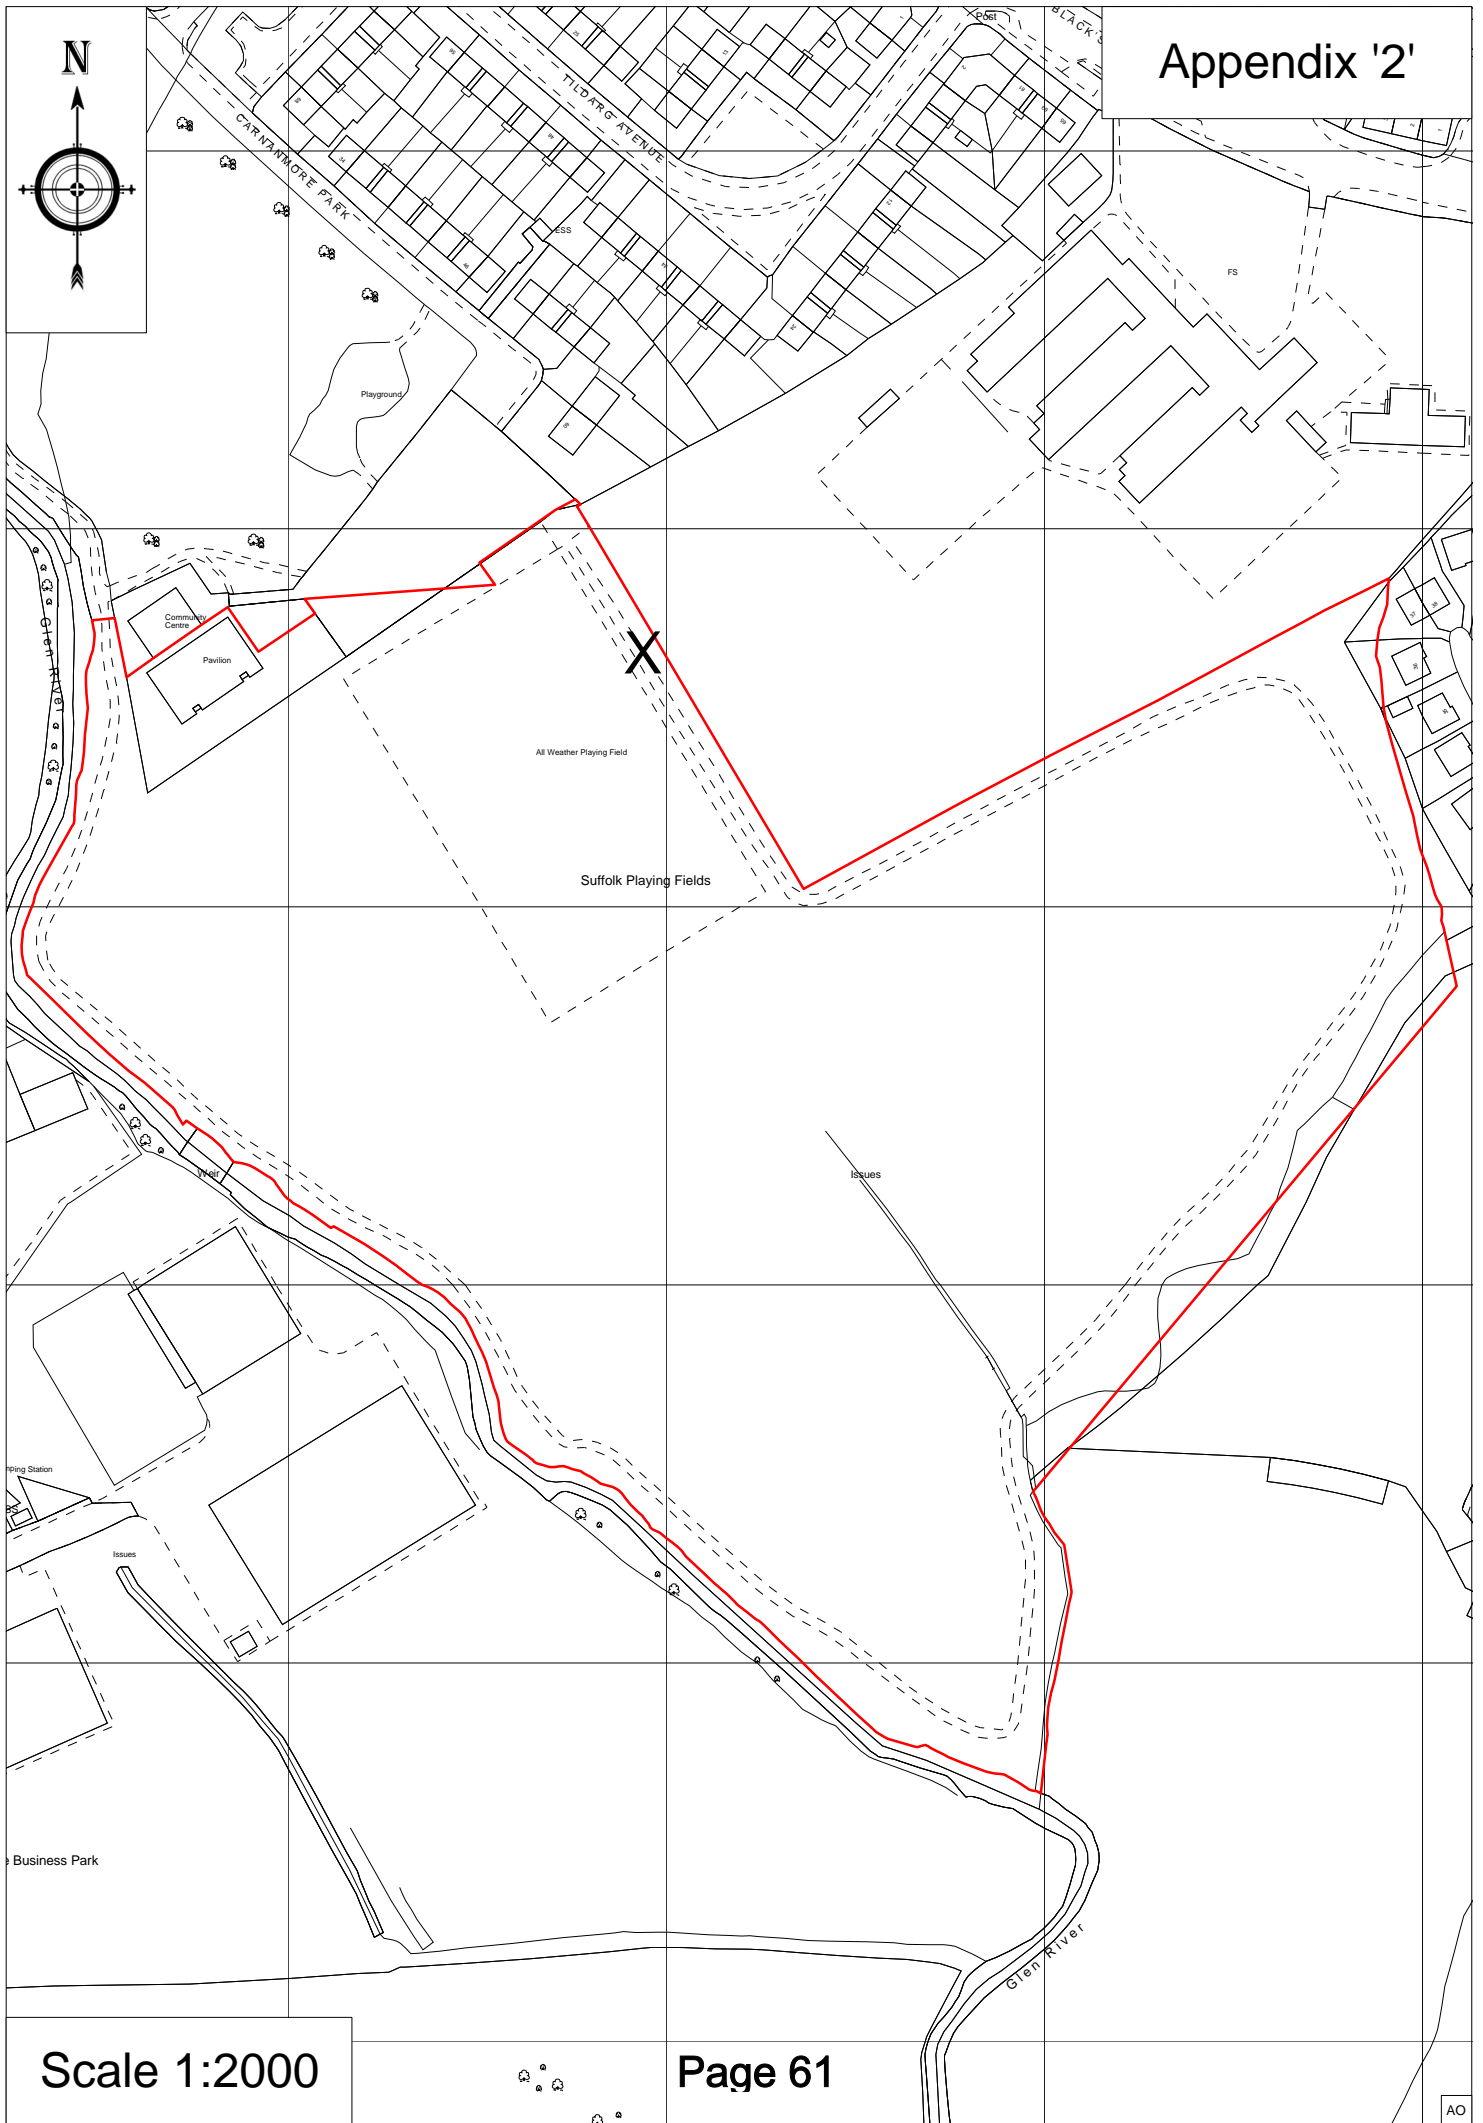 N
Appendix '2'
Post
BLACK'S
TILDARG AVENUE
CARNANMORE PARK
ESS
FS
Playground
Community
Centre
Pavilion
Glen River
X
All Weather Playing Field
Suffolk Playing Fields
Weir
Issues
Station
Issues
Business Park
Glen River
Scale 1:2000
Page 61
AO